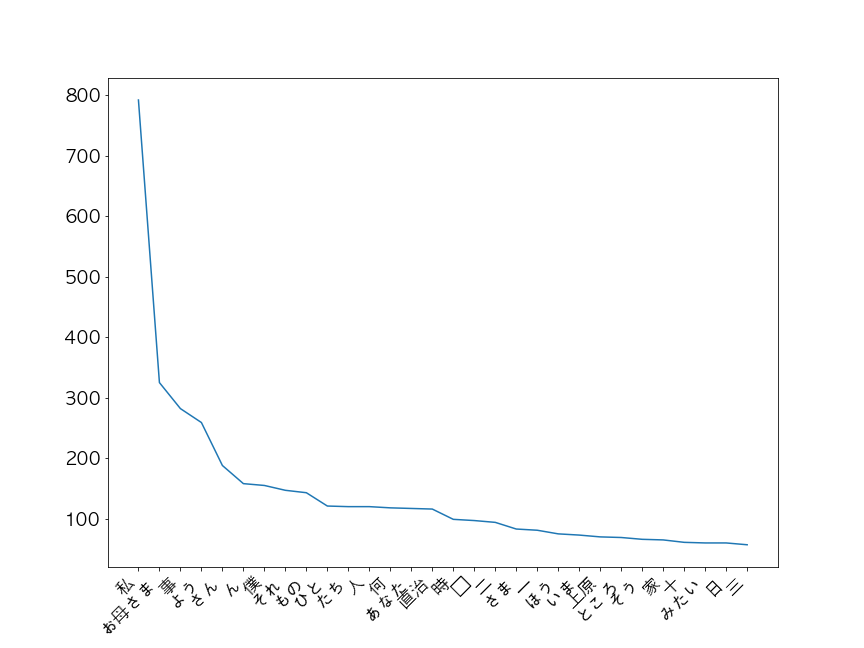 800
700
600
500
400
300
200
100
私
お母さま
事
よう
さん
ん
僕
それ
もの
ひと
たち
人
何
あなた
直治
時
□
二
さま
一
ほう
いま
上原
ところ
そう
家
十
みたい
日
三